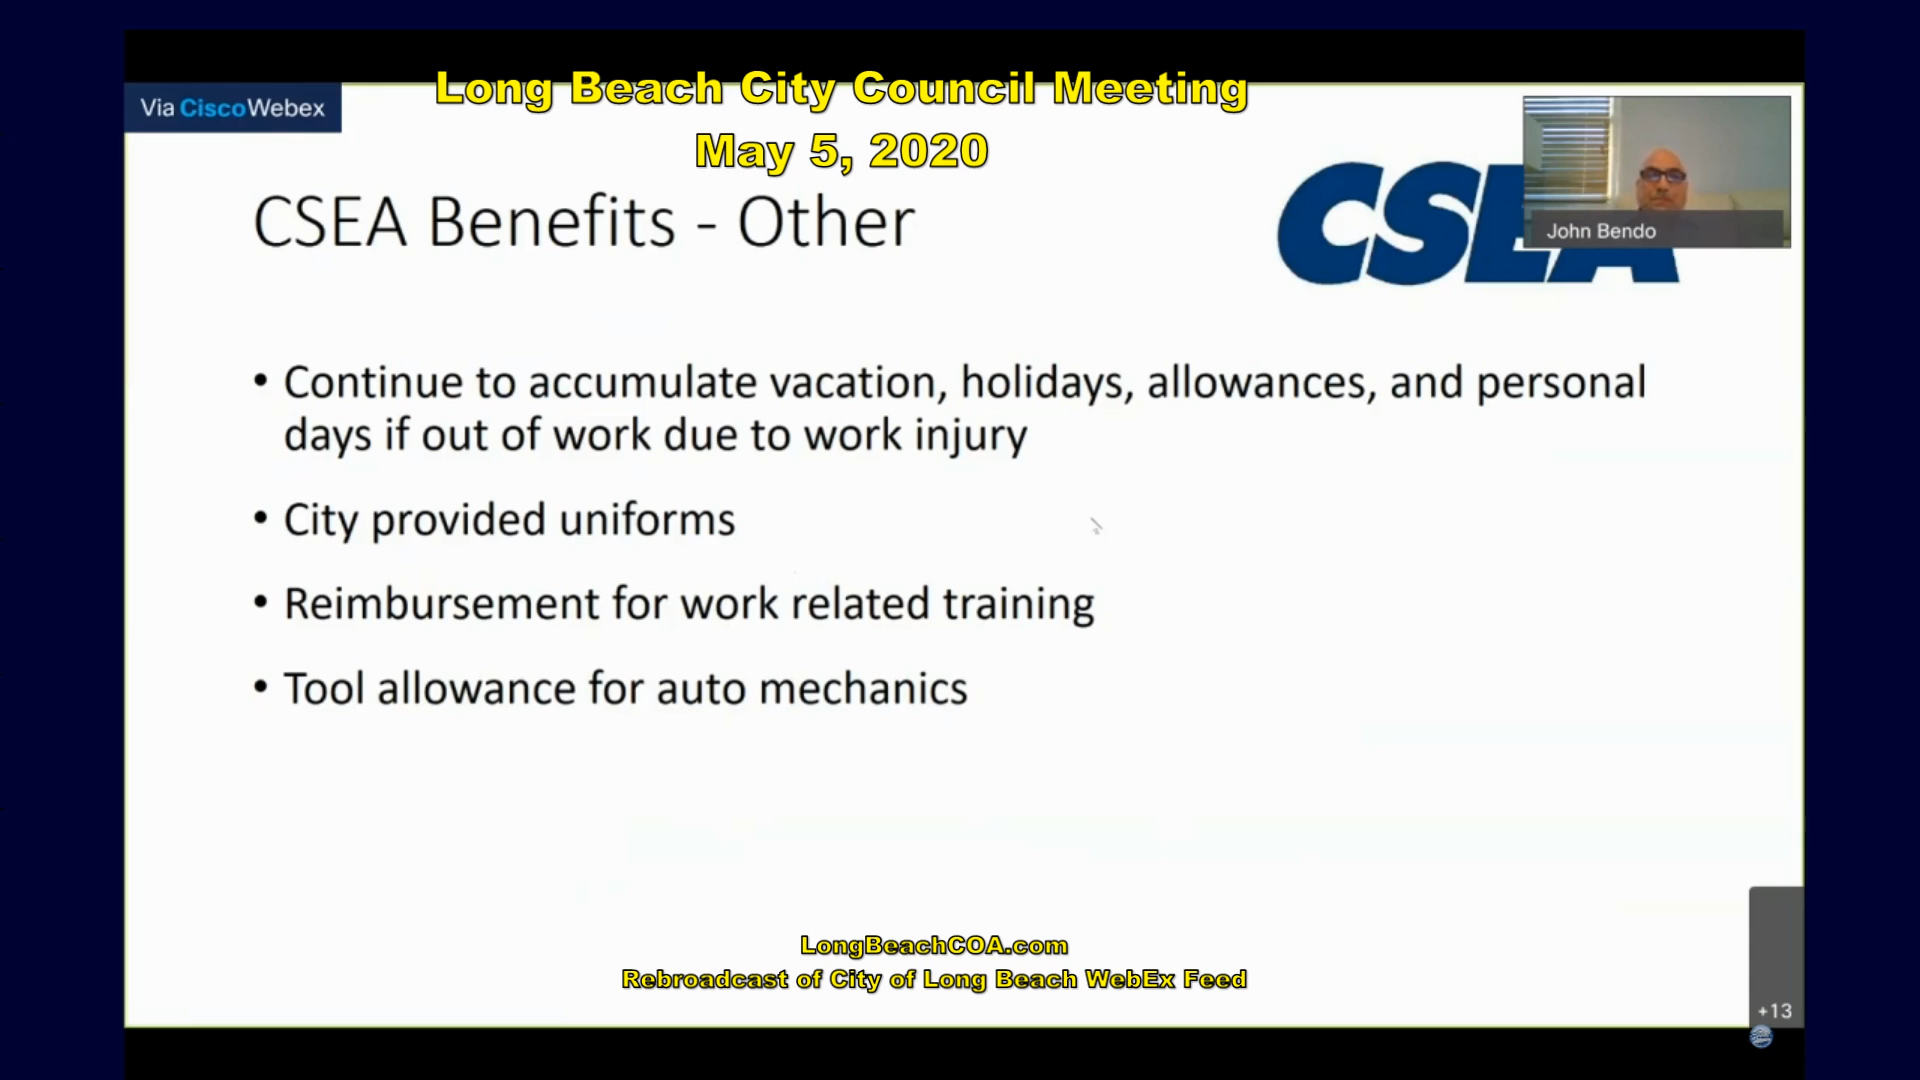 Long Beach City Council Meeting
May 5, 2020
Via CiscoWebex
CSEA Benefits - Other
CSEA
John Bendo
• Continue to accumulate vacation, holidays, allowances, and personal
days if out of work due to work injury
• City provided uniforms
• Reimbursement for work related training
• Tool allowance for auto mechanics
LongBeachCOA.com
Rebroadcast of City of Long Beach WebEx Feed
+13